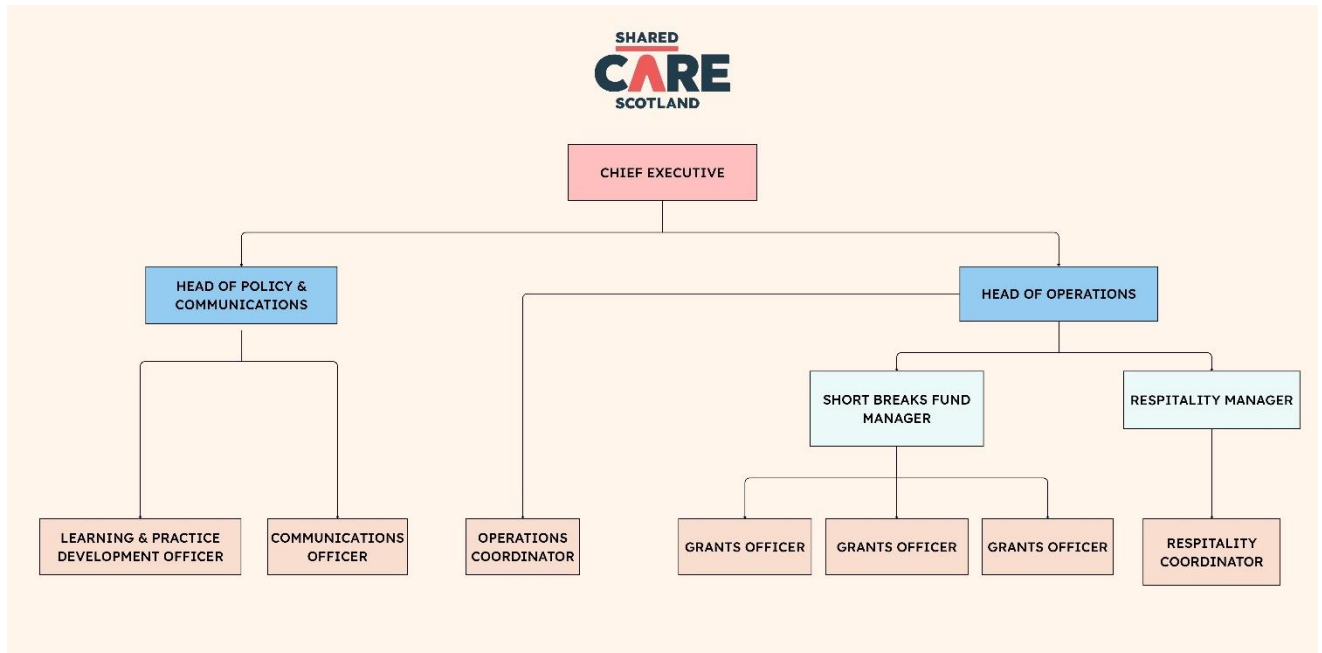 SHARED
CARE
SCOTLAND
CHIEF EXECUTIVE
HEAD OF POLICY &
COMMUNICATIONS
HEAD OF OPERATIONS
SHORT BREAKS FUND
MANAGER
RESPITALITY MANAGER
LEARNING & PRACTICE
DEVELOPMENT OFFICER
COMMUNICATIONS
OFFICER
OPERATIONS
COORDINATOR
GRANTS OFFICER
GRANTS OFFICER
GRANTS OFFICER
RESPITALITY
COORDINATOR